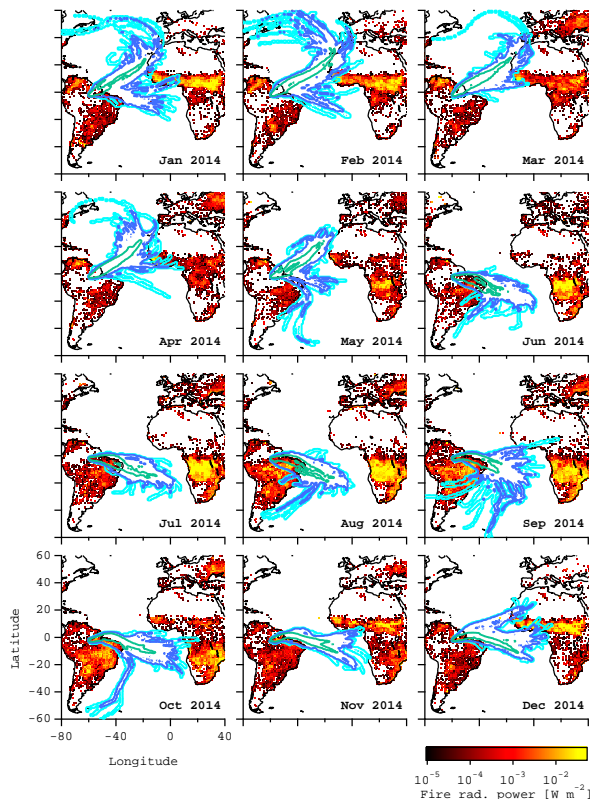 Jan 2014
Feb 2014
Mar 2014
Apr 2014
May 2014
Jun 2014
Jul 2014
Aug 2014
Sep 2014
60
40
20
0
-20
-40
-60
Latitude
Oct 2014
Nov 2014
Dec 2014
-80
-40
0
40
Longitude
10⁻⁵
10⁻⁴
10⁻³
10⁻²
Fire rad. power [W m⁻²]